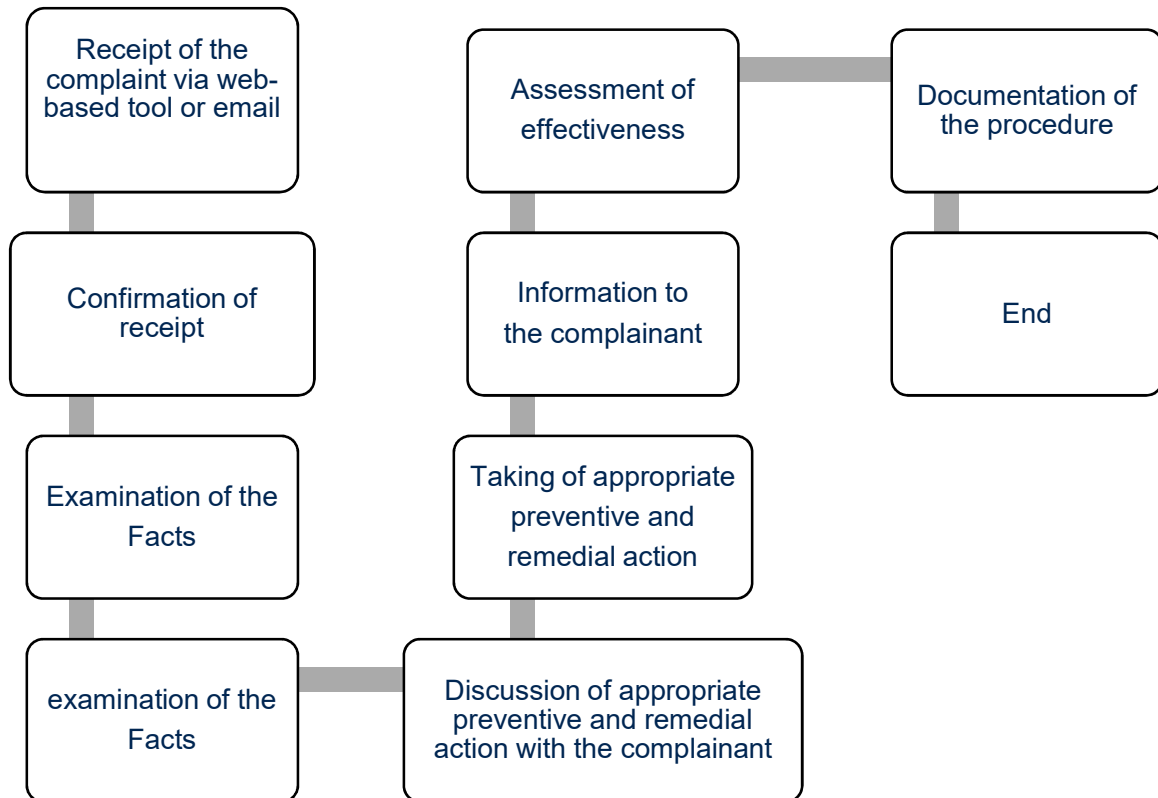 Receipt of the
complaint via web-
based tool or email
Confirmation of
receipt
Examination of the
Facts
examination of the
Facts
Discussion of appropriate
preventive and remedial
action with the complainant
Taking of appropriate
preventive and
remedial action
Information to
the complainant
Assessment of
effectiveness
Documentation of
the procedure
End